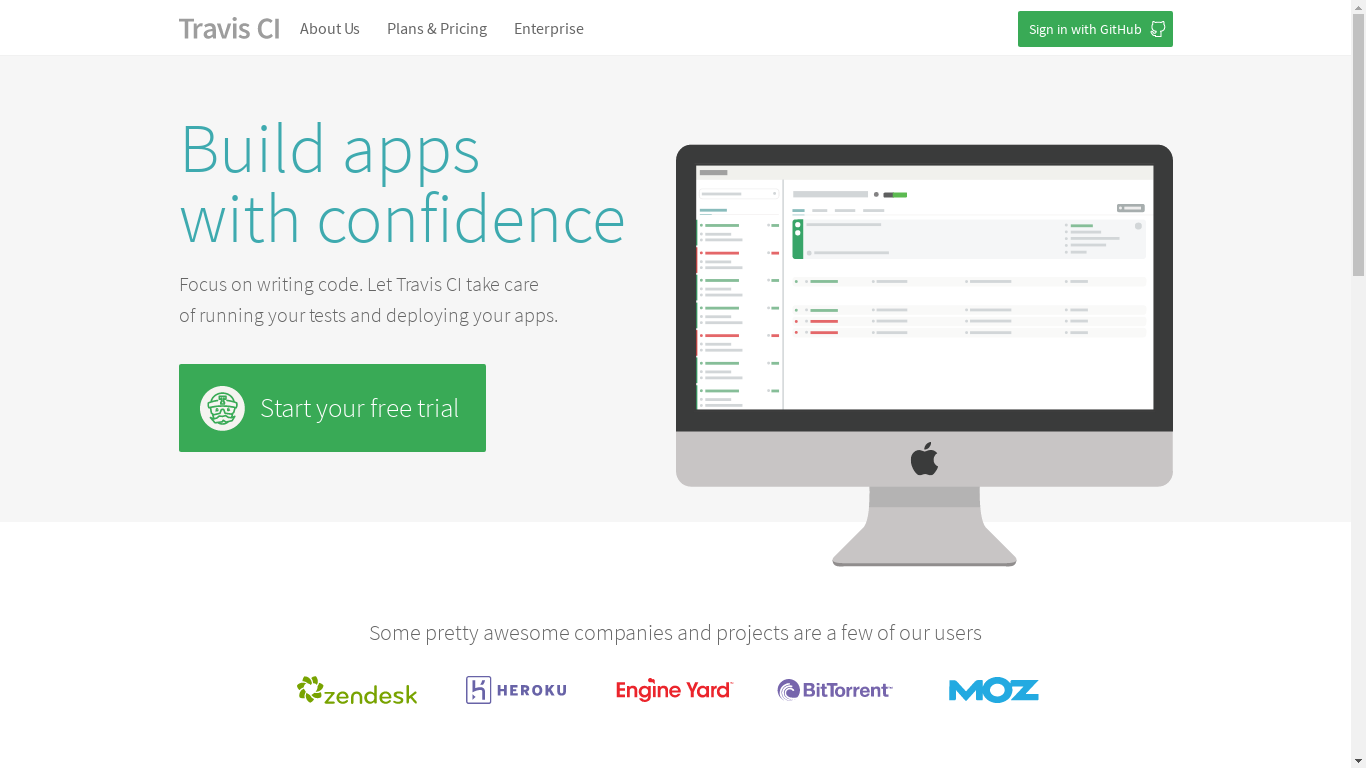 Travis CI About Us Plans & Pricing Enterprise Sign in with GitHub
Build apps
with confidence
Focus on writing code. Let Travis CI take care
of running your tests and deploying your apps.
Start your free trial
Some pretty awesome companies and projects are a few of our users
zendesk HEROKU Engine Yard™ BitTorrent™ MOZ